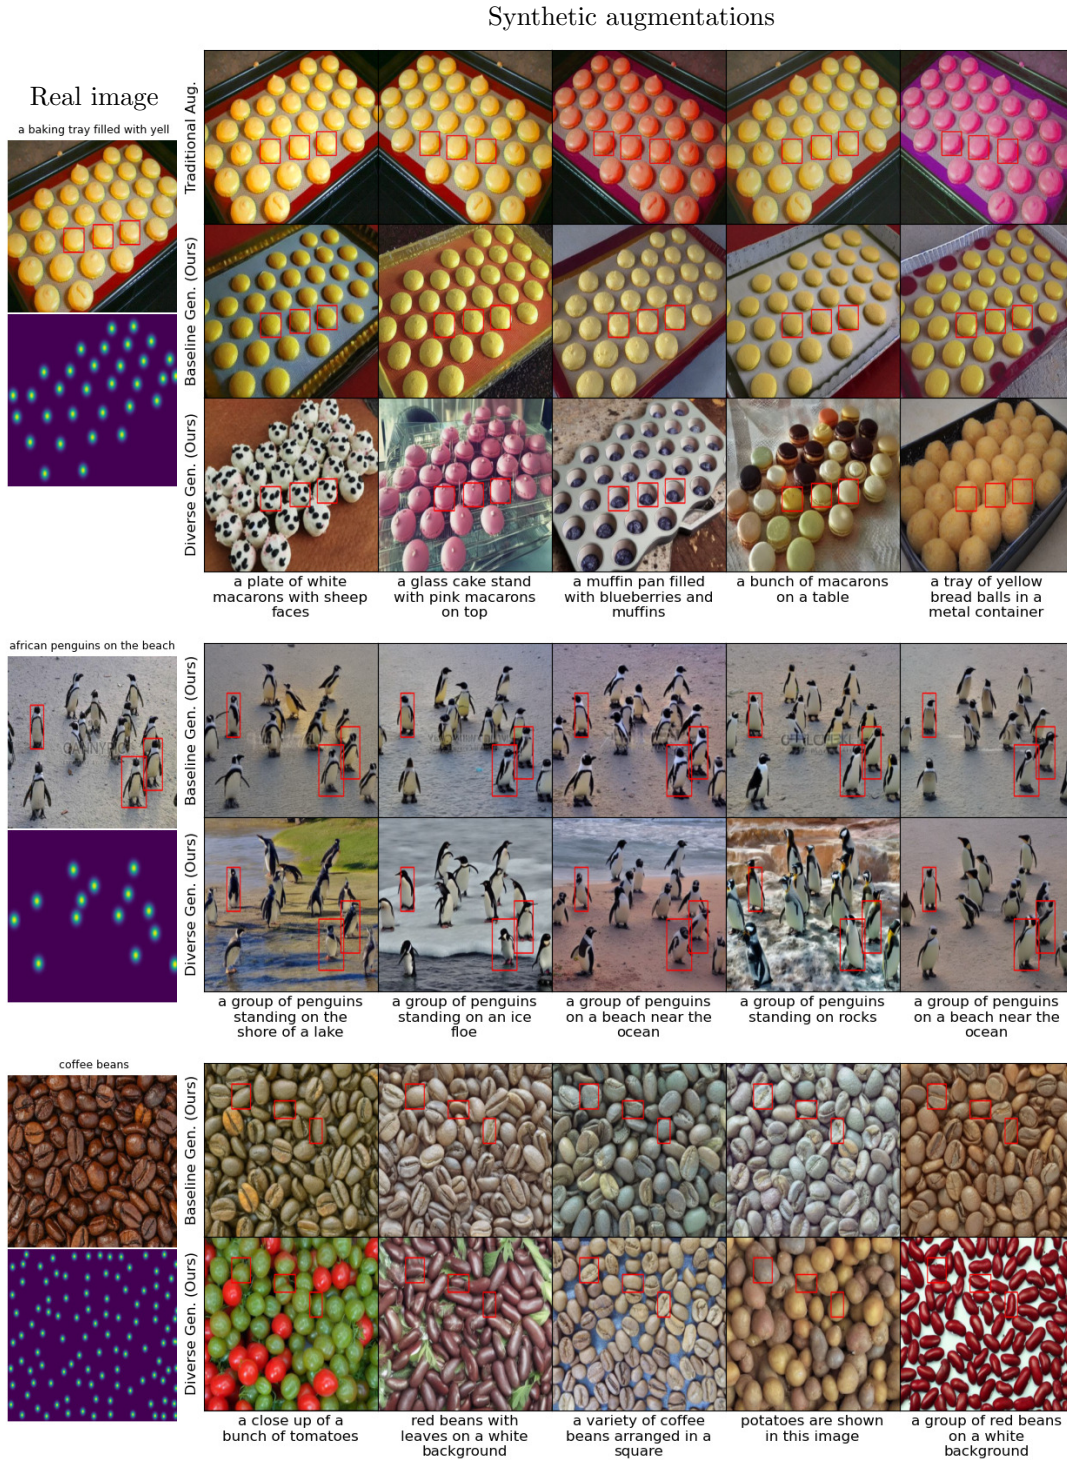 Synthetic augmentations
Real image
a baking tray filled with yell
Traditional Aug.
Baseline Gen. (Ours)
Diverse Gen. (Ours)
a plate of white
macarons with sheep
faces
a glass cake stand
with pink macarons
on top
a muffin pan filled
with blueberries and
muffins
a bunch of macarons
on a table
a tray of yellow
bread balls in a
metal container
african penguins on the beach
Baseline Gen. (Ours)
Diverse Gen. (Ours)
a group of penguins
standing on the
shore of a lake
a group of penguins
standing on an ice
floe
a group of penguins
on a beach near the
ocean
a group of penguins
standing on rocks
a group of penguins
on a beach near the
ocean
coffee beans
Baseline Gen. (Ours)
Diverse Gen. (Ours)
a close up of a
bunch of tomatoes
red beans with
leaves on a white
background
a variety of coffee
beans arranged in a
square
potatoes are shown
in this image
a group of red beans
on a white
background